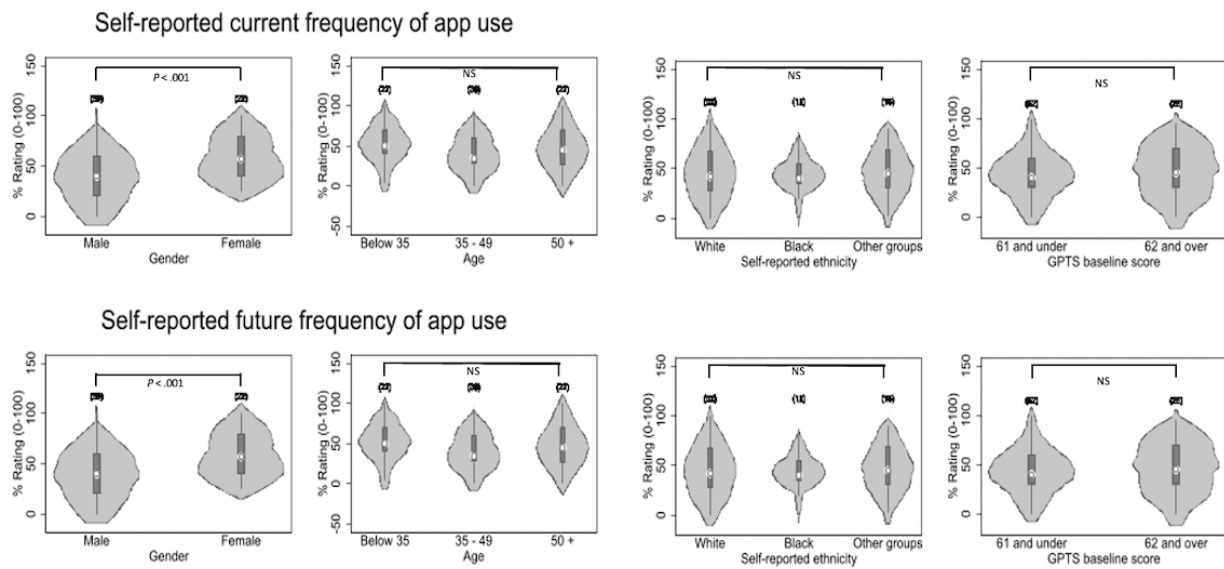 Self-reported current frequency of app use
% Rating (0-100)
150
100
50
0
P < .001
Male
Female
Gender
% Rating (0-100)
150
100
50
0
-50
NS
Below 35
35 - 49
50 +
Age
% Rating (0-100)
150
100
50
0
NS
White
Black
Other groups
Self-reported ethnicity
% Rating (0-100)
150
100
50
0
NS
61 and under
62 and over
GPTS baseline score
Self-reported future frequency of app use
% Rating (0-100)
150
100
50
0
P < .001
Male
Female
Gender
% Rating (0-100)
150
100
50
0
-50
NS
Below 35
35 - 49
50 +
Age
% Rating (0-100)
150
100
50
0
NS
White
Black
Other groups
Self-reported ethnicity
% Rating (0-100)
150
100
50
0
NS
61 and under
62 and over
GPTS baseline score